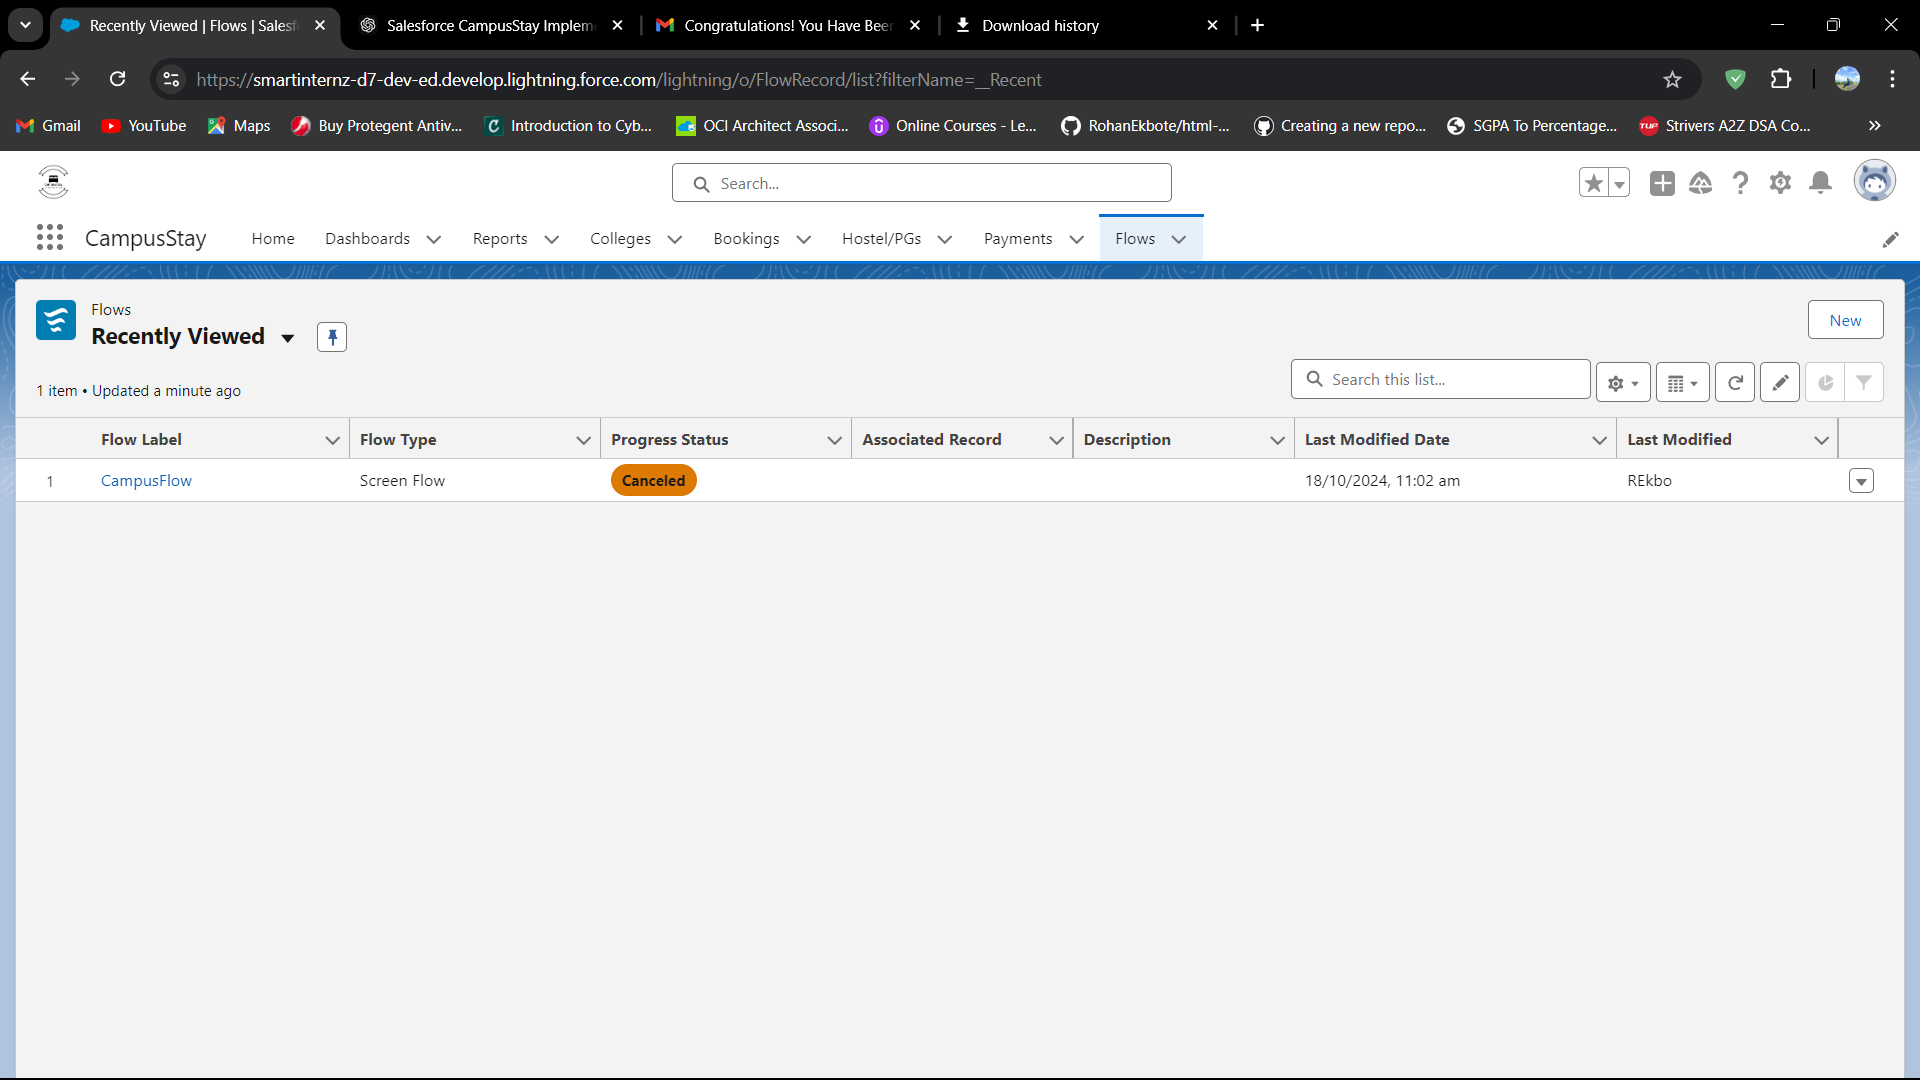 Recently Viewed | Flows | Salesf
Salesforce CampusStay Implem
Congratulations! You Have Beer
Download history
https://smartinternz-d7-dev-ed.develop.lightning.force.com/lightning/o/FlowRecord/list?filterName=__Recent
Gmail
YouTube
Maps
Buy Protegent Antiv...
Introduction to Cyb...
OCI Architect Associ...
Online Courses - Le...
RohanEkbote/html-...
Creating a new repo...
SGPA To Percentage...
Strivers A2Z DSA Co...
Search...
CampusStay
Home
Dashboards
Reports
Colleges
Bookings
Hostel/PGs
Payments
Flows
Flows
Recently Viewed
New
1 item • Updated a minute ago
Search this list...
Flow Label
Flow Type
Progress Status
Associated Record
Description
Last Modified Date
Last Modified
1
CampusFlow
Screen Flow
Canceled
18/10/2024, 11:02 am
REkbo